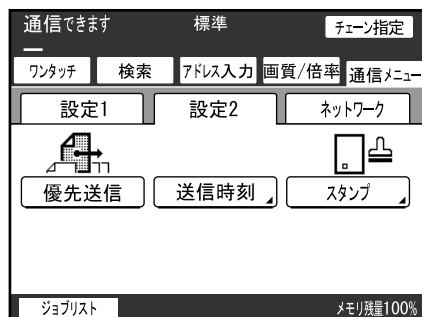 通信できます 標準 チェーン指定
ワンタッチ 検索 アドレス入力 画質/倍率 通信メニュー
設定1 設定2 ネットワーク
優先送信 送信時刻 スタンプ
ジョブリスト メモリ残量100%